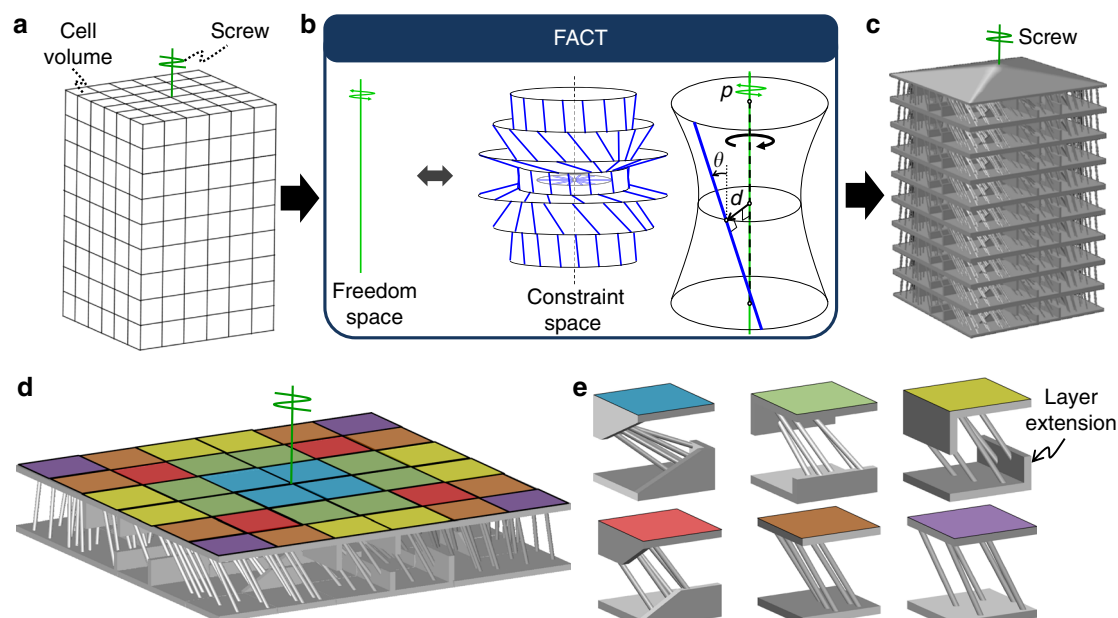 a
Cell
volume
Screw
b
FACT
Freedom
space
Constraint
space
p
θ
d
c
Screw
d
e
Layer
extension